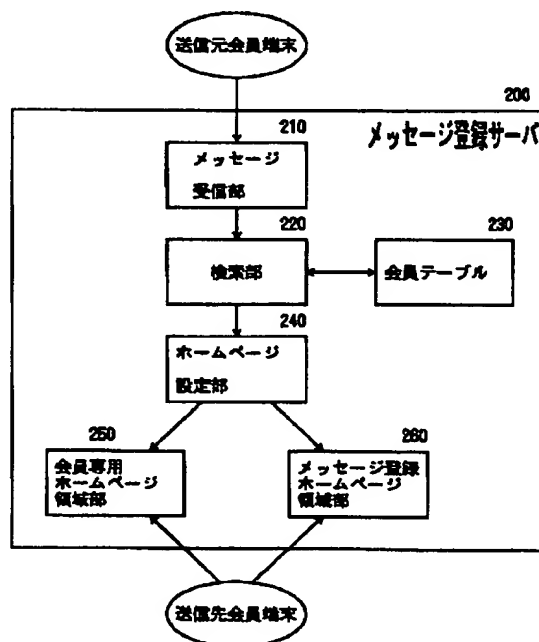 送信元会員端末
200
メッセージ登録サーバ
210
メッセージ
受信部
220
検索部
230
会員テーブル
240
ホームページ
設定部
250
会員専用
ホームページ
領域部
260
メッセージ登録
ホームページ
領域部
送信先会員端末